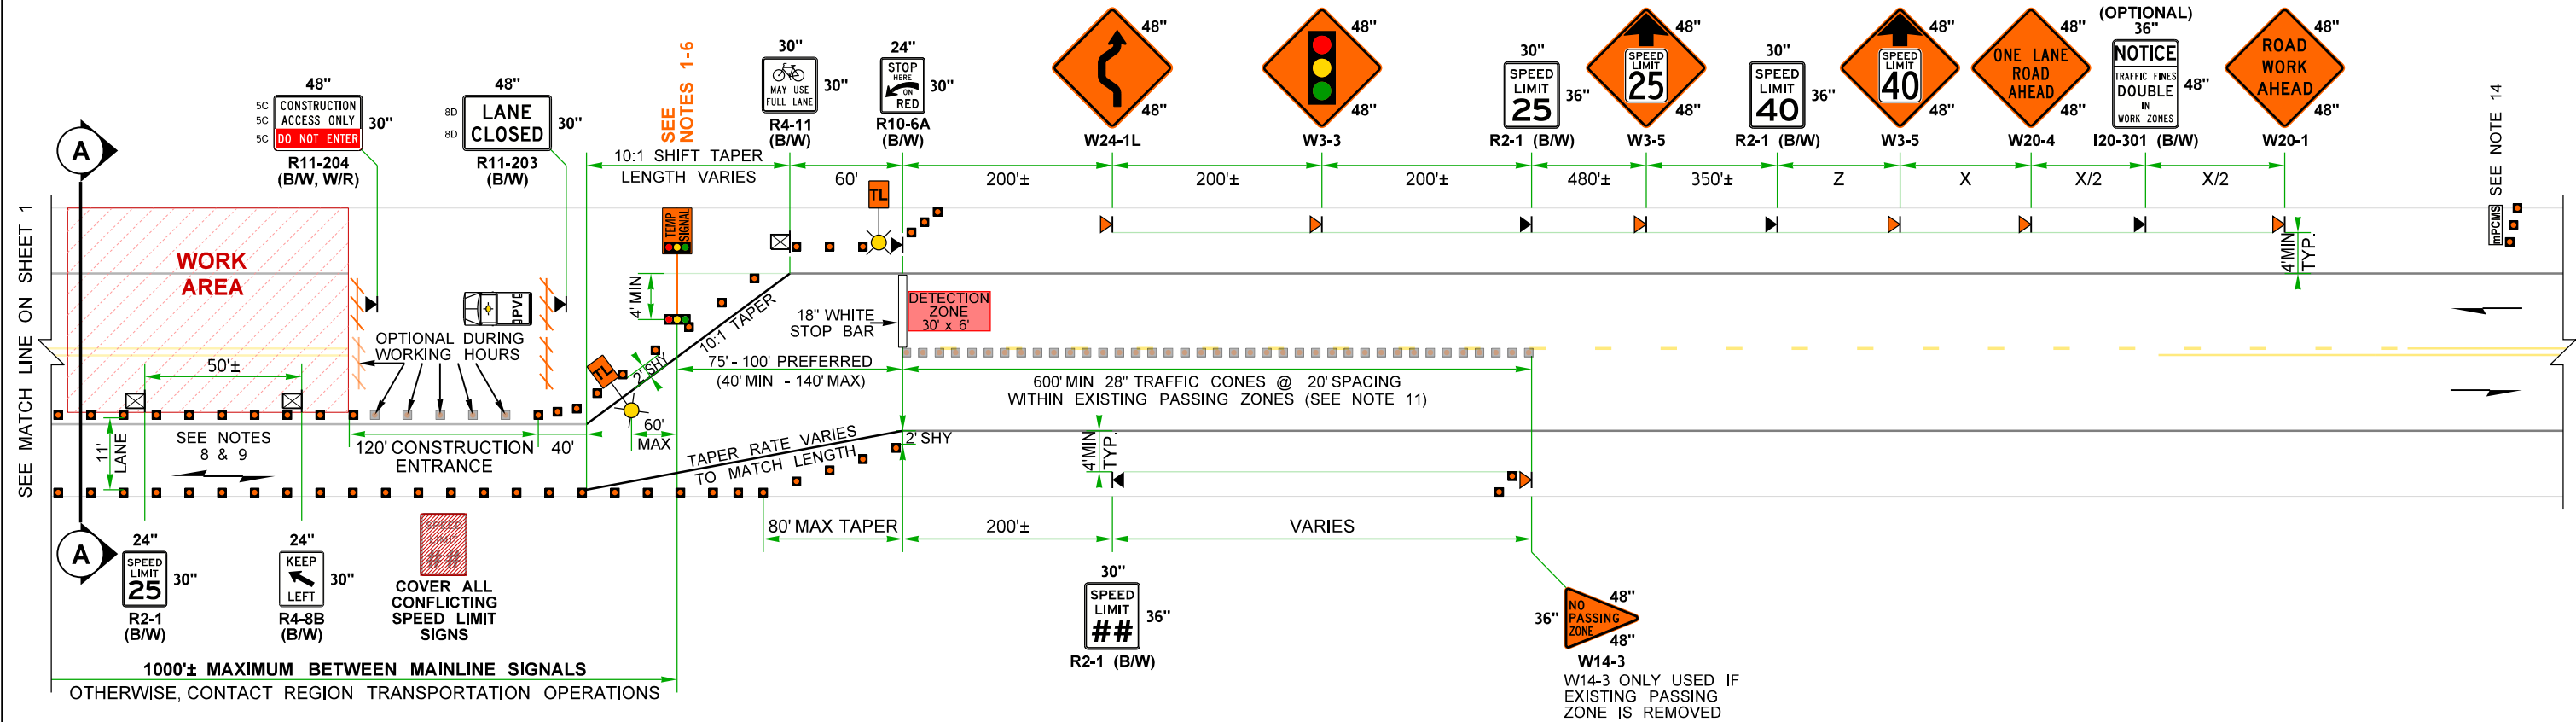 48"
5C CONSTRUCTION
5C ACCESS ONLY
5C DO NOT ENTER
30"
R11-204
(B/W, W/R)
48"
8D LANE
8D CLOSED
30"
R11-203
(B/W)
SEE
NOTES 1-6
30"
MAY USE
FULL LANE
30"
R4-11
(B/W)
24"
STOP
HERE
ON
RED
30"
R10-6A
(B/W)
48"
48"
W24-1L
48"
48"
W3-3
30"
SPEED
LIMIT
25
36"
R2-1 (B/W)
48"
SPEED
LIMIT
25
48"
W3-5
30"
SPEED
LIMIT
40
36"
R2-1 (B/W)
48"
SPEED
LIMIT
40
48"
W3-5
48"
ONE LANE
ROAD
AHEAD
48"
W20-4
(OPTIONAL)
36"
NOTICE
TRAFFIC FINES
DOUBLE
IN
WORK ZONES
48"
I20-301 (B/W)
48"
ROAD
WORK
AHEAD
48"
W20-1
SEE NOTE 14
mPCMS
A
10:1 SHIFT TAPER
LENGTH VARIES
60'
200'±
200'±
200'±
480'±
350'±
Z
X
X/2
X/2
SEE MATCH LINE ON SHEET 1
WORK
AREA
TEMP
SIGNAL
TL
4' MIN
4'MIN
TYP.
PVD
OPTIONAL DURING
WORKING HOURS
50'±
TL
2' SHY
10:1 TAPER
18" WHITE
STOP BAR
DETECTION
ZONE
30' x 6'
75' - 100' PREFERRED
(40' MIN - 140' MAX)
600' MIN 28" TRAFFIC CONES @ 20' SPACING
WITHIN EXISTING PASSING ZONES (SEE NOTE 11)
11'
LANE
SEE NOTES
8 & 9
120' CONSTRUCTION
ENTRANCE
40'
60'
MAX
TAPER RATE VARIES
TO MATCH LENGTH
2' SHY
4'MIN
TYP.
80' MAX TAPER
200'±
VARIES
A
24"
SPEED
LIMIT
25
30"
R2-1
(B/W)
24"
KEEP
LEFT
30"
R4-8B
(B/W)
SPEED
LIMIT
##
COVER ALL
CONFLICTING
SPEED LIMIT
SIGNS
30"
SPEED
LIMIT
##
36"
R2-1 (B/W)
36"
NO
PASSING
ZONE
48"
48"
W14-3
W14-3 ONLY USED IF
EXISTING PASSING
ZONE IS REMOVED
1000'± MAXIMUM BETWEEN MAINLINE SIGNALS
OTHERWISE, CONTACT REGION TRANSPORTATION OPERATIONS